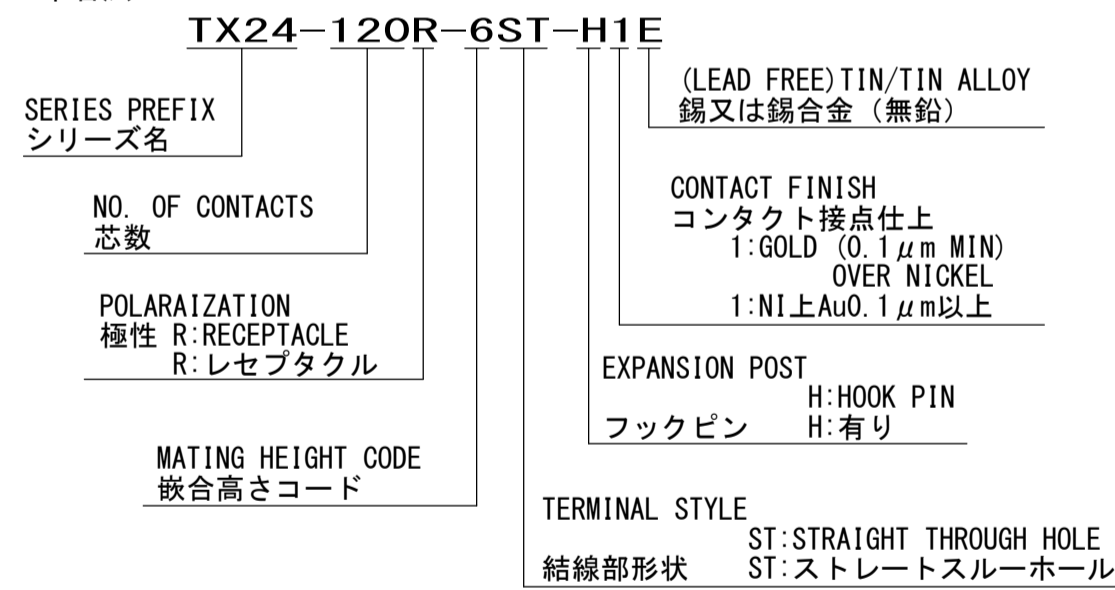 TX24-120R-6ST-H1E
(LEAD FREE)TIN/TIN ALLOY
錫又は錫合金（無鉛）
SERIES PREFIX
シリーズ名
CONTACT FINISH
コンタクト接点仕上
1:GOLD (0.1μm MIN)
OVER NICKEL
1:NI上Au0.1μm以上
NO. OF CONTACTS
芯数
POLARAIZATION
極性 R:RECEPTACLE
R:レセプタクル
EXPANSION POST
H:HOOK PIN
フックピン H:有り
MATING HEIGHT CODE
嵌合高さコード
TERMINAL STYLE
ST:STRAIGHT THROUGH HOLE
結線部形状 ST:ストレートスルーホール